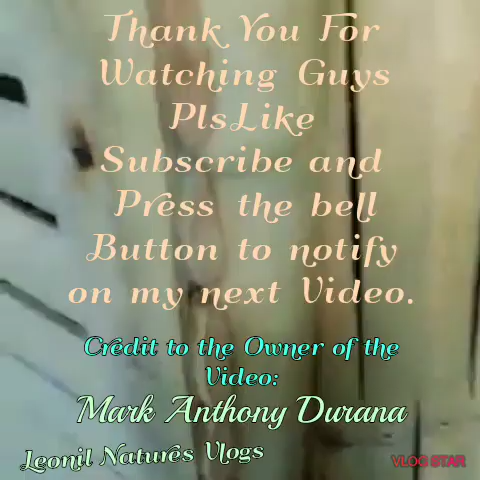 Thank You For
Watching Guys
PlsLike
Subscribe and
Press the bell
Button to notify
on my next Video.
Credit to the Owner of the
Video:
Mark Anthony Durana
Leonil Natures Vlogs
VLOG STAR